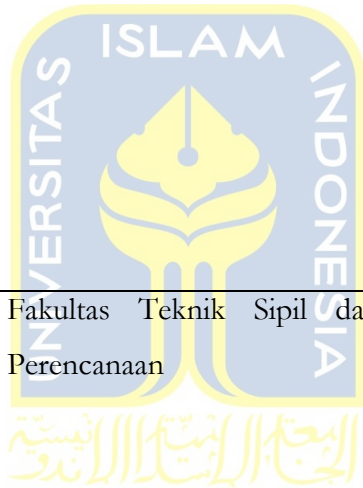 ISLAM
UNIVERSITAS
INDONESIA
Fakultas Teknik Sipil da
Perencanaan